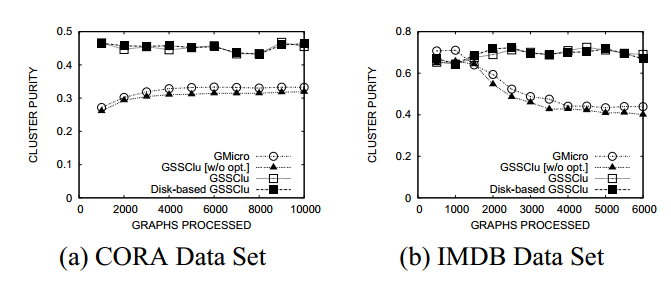 0.5
0.4
0.3
0.2
0.1
0
CLUSTER PURITY
GMicro
GSSClu [w/o opt.]
GSSClu
Disk-based GSSClu
0 2000 4000 6000 8000 10000
GRAPHS PROCESSED
(a) CORA Data Set
0.8
0.6
0.4
0.2
0
CLUSTER PURITY
GMicro
GSSClu [w/o opt.]
GSSClu
Disk-based GSSClu
0 1000 2000 3000 4000 5000 6000
GRAPHS PROCESSED
(b) IMDB Data Set